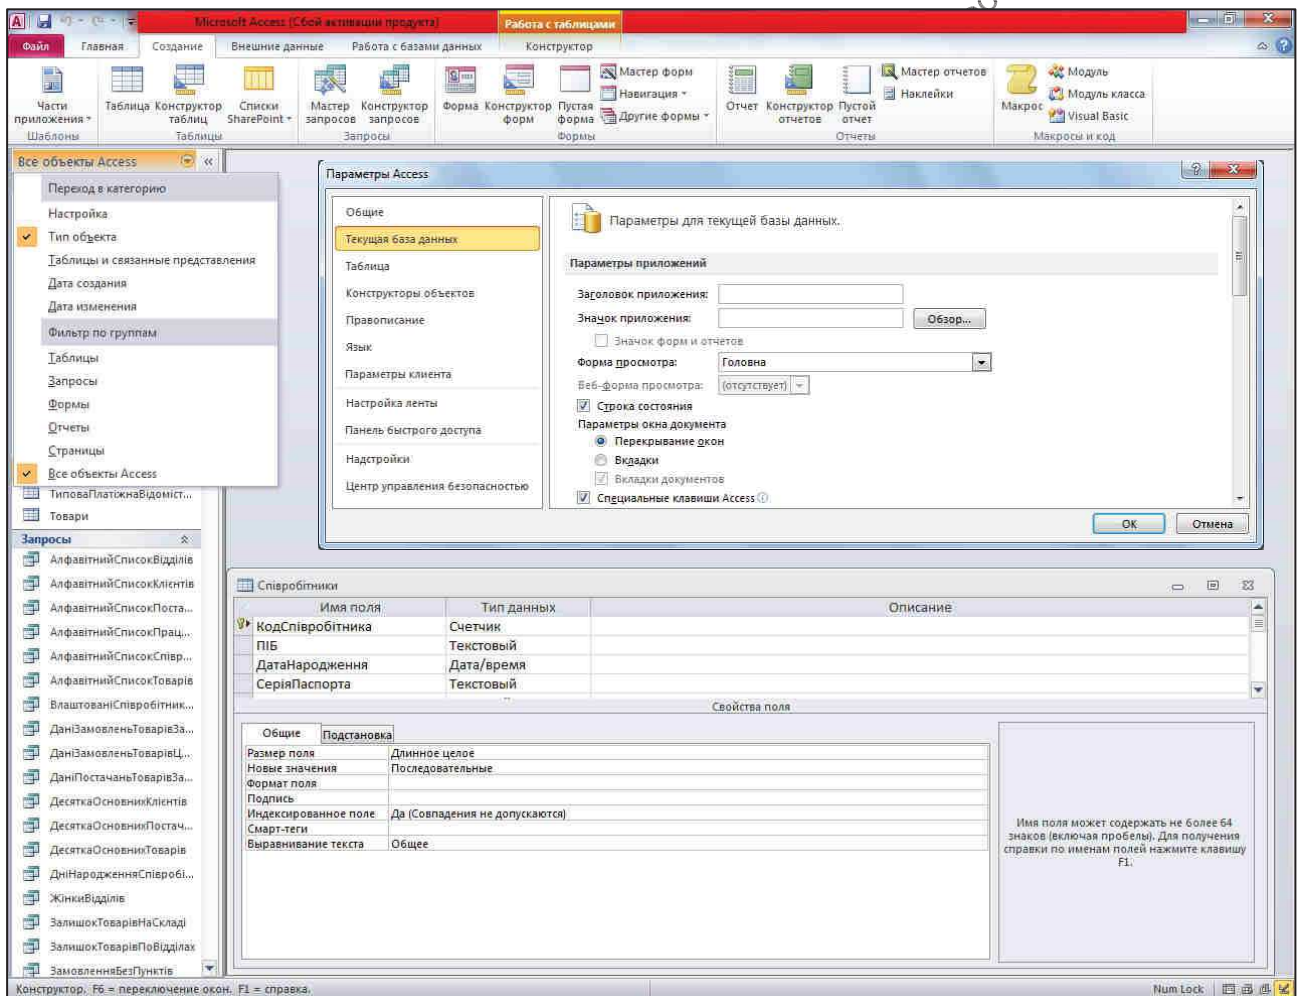 Microsoft Access (Сбой активации продукта)
Работа с таблицами
Файл Главная Создание Внешние данные Работа с базами данных Конструктор
Части приложения
Таблица
Конструктор таблиц
Списки SharePoint
Мастер запросов
Конструктор запросов
Форма
Конструктор форм
Пустая форма
Мастер форм
Навигация
Другие формы
Отчет
Конструктор отчетов
Пустой отчет
Мастер отчетов
Наклейки
Макрос
Модуль
Модуль класса
Visual Basic
Шаблоны Таблицы Запросы Формы Отчеты Макросы и код
Все объекты Access
Переход в категорию
Настройка
Тип объекта
Таблицы и связанные представления
Дата создания
Дата изменения
Фильтр по группам
Таблицы
Запросы
Формы
Отчеты
Страницы
Все объекты Access
ТиповаПлатіжнаВідоміст...
Товари
Запросы
АлфавітнийСписокВідділів
АлфавітнийСписокКлієнтів
АлфавітнийСписокПоста...
АлфавітнийСписокПрац...
АлфавітнийСписокСпівр...
АлфавітнийСписокТоварів
ВлаштованіСпівробітник...
ДаніЗамовленьТоварівЗа...
ДаніЗамовленьТоварівЦ...
ДаніПостачаньТоварівЗа...
ДесяткаОсновнихКлієнтів
ДесяткаОсновнихПостач...
ДесяткаОсновнихТоварів
ДніНародженняСпівробі...
ЖінкиВідділів
ЗалишокТоварівНаСкладі
ЗалишокТоварівПоВідділах
ЗамовленняБезПунктів
Параметры Access
Общие
Текущая база данных
Таблица
Конструкторы объектов
Правописание
Язык
Параметры клиента
Настройка ленты
Панель быстрого доступа
Надстройки
Центр управления безопасностью
Параметры для текущей базы данных.
Параметры приложений
Заголовок приложения:
Значок приложения: Обзор...
Значок форм и отчетов
Форма просмотра: Головна
Веб-форма просмотра: (отсутствует)
Строка состояния
Параметры окна документа
Перекрывание окон
Вкладки
Вкладки документов
Специальные клавиши Access
ОК Отмена
Співробітники
Имя поля Тип данных Описание
КодСпівробітника Счетчик
ПІБ Текстовый
ДатаНародження Дата/время
СеріяПаспорта Текстовый
Свойства поля
Общие Подстановка
Размер поля Длинное целое
Новые значения Последовательные
Формат поля
Подпись
Индексированное поле Да (Совпадения не допускаются)
Смарт-теги
Выравнивание текста Общее
Имя поля может содержать не более 64
знаков (включая пробелы). Для получения
справки по именам полей нажмите клавишу
F1.
Конструктор. F6 = переключение окон. F1 = справка. Num Lock